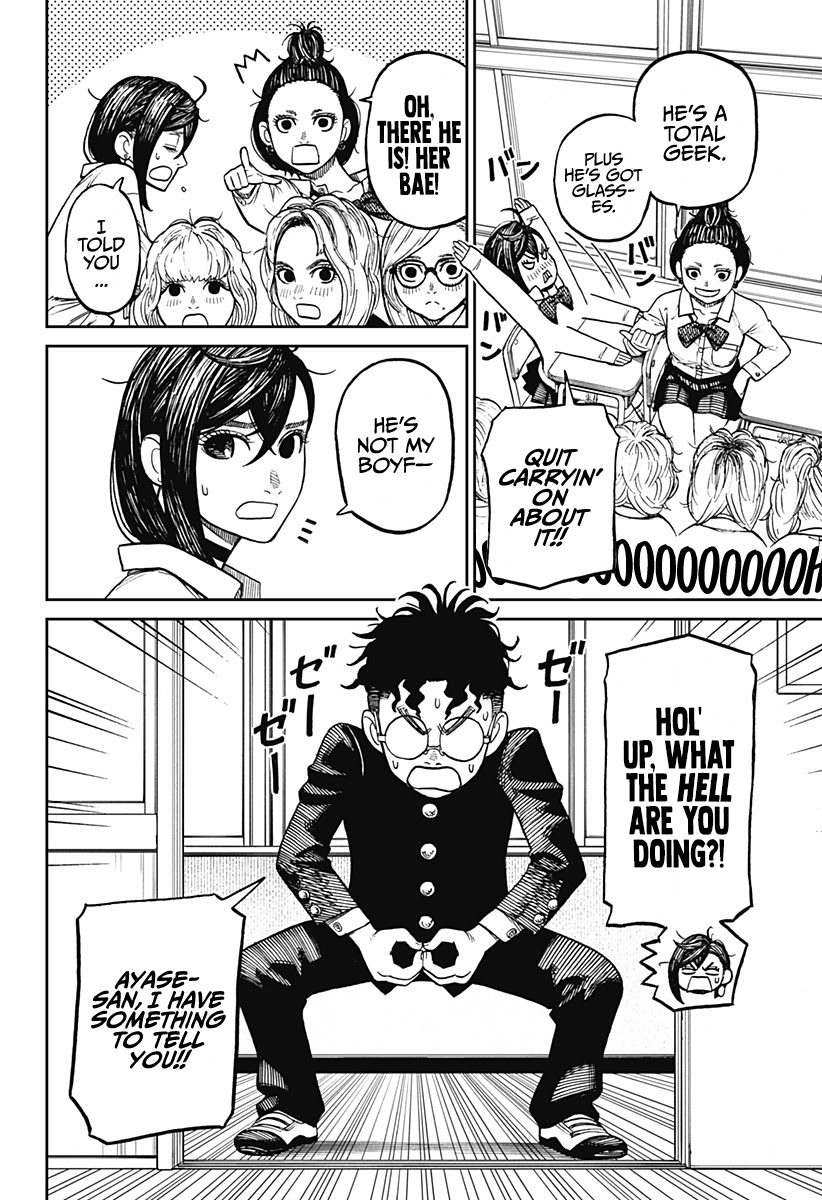 HE'S A
TOTAL
GEEK.
PLUS
HE'S GOT
GLASS-
ES.
バン
バン
バン
QUIT
CARRYIN'
ON
ABOUT
IT!!
OH,
THERE HE
IS! HER
BAE!
I
TOLD
YOU
...
HE'S
NOT MY
BOYF—
HOL'
UP, WHAT
THE HELL
ARE YOU
DOING?!
ゼー
ゼー
ゼー
AYASE-
SAN, I HAVE
SOMETHING
TO TELL
YOU!!